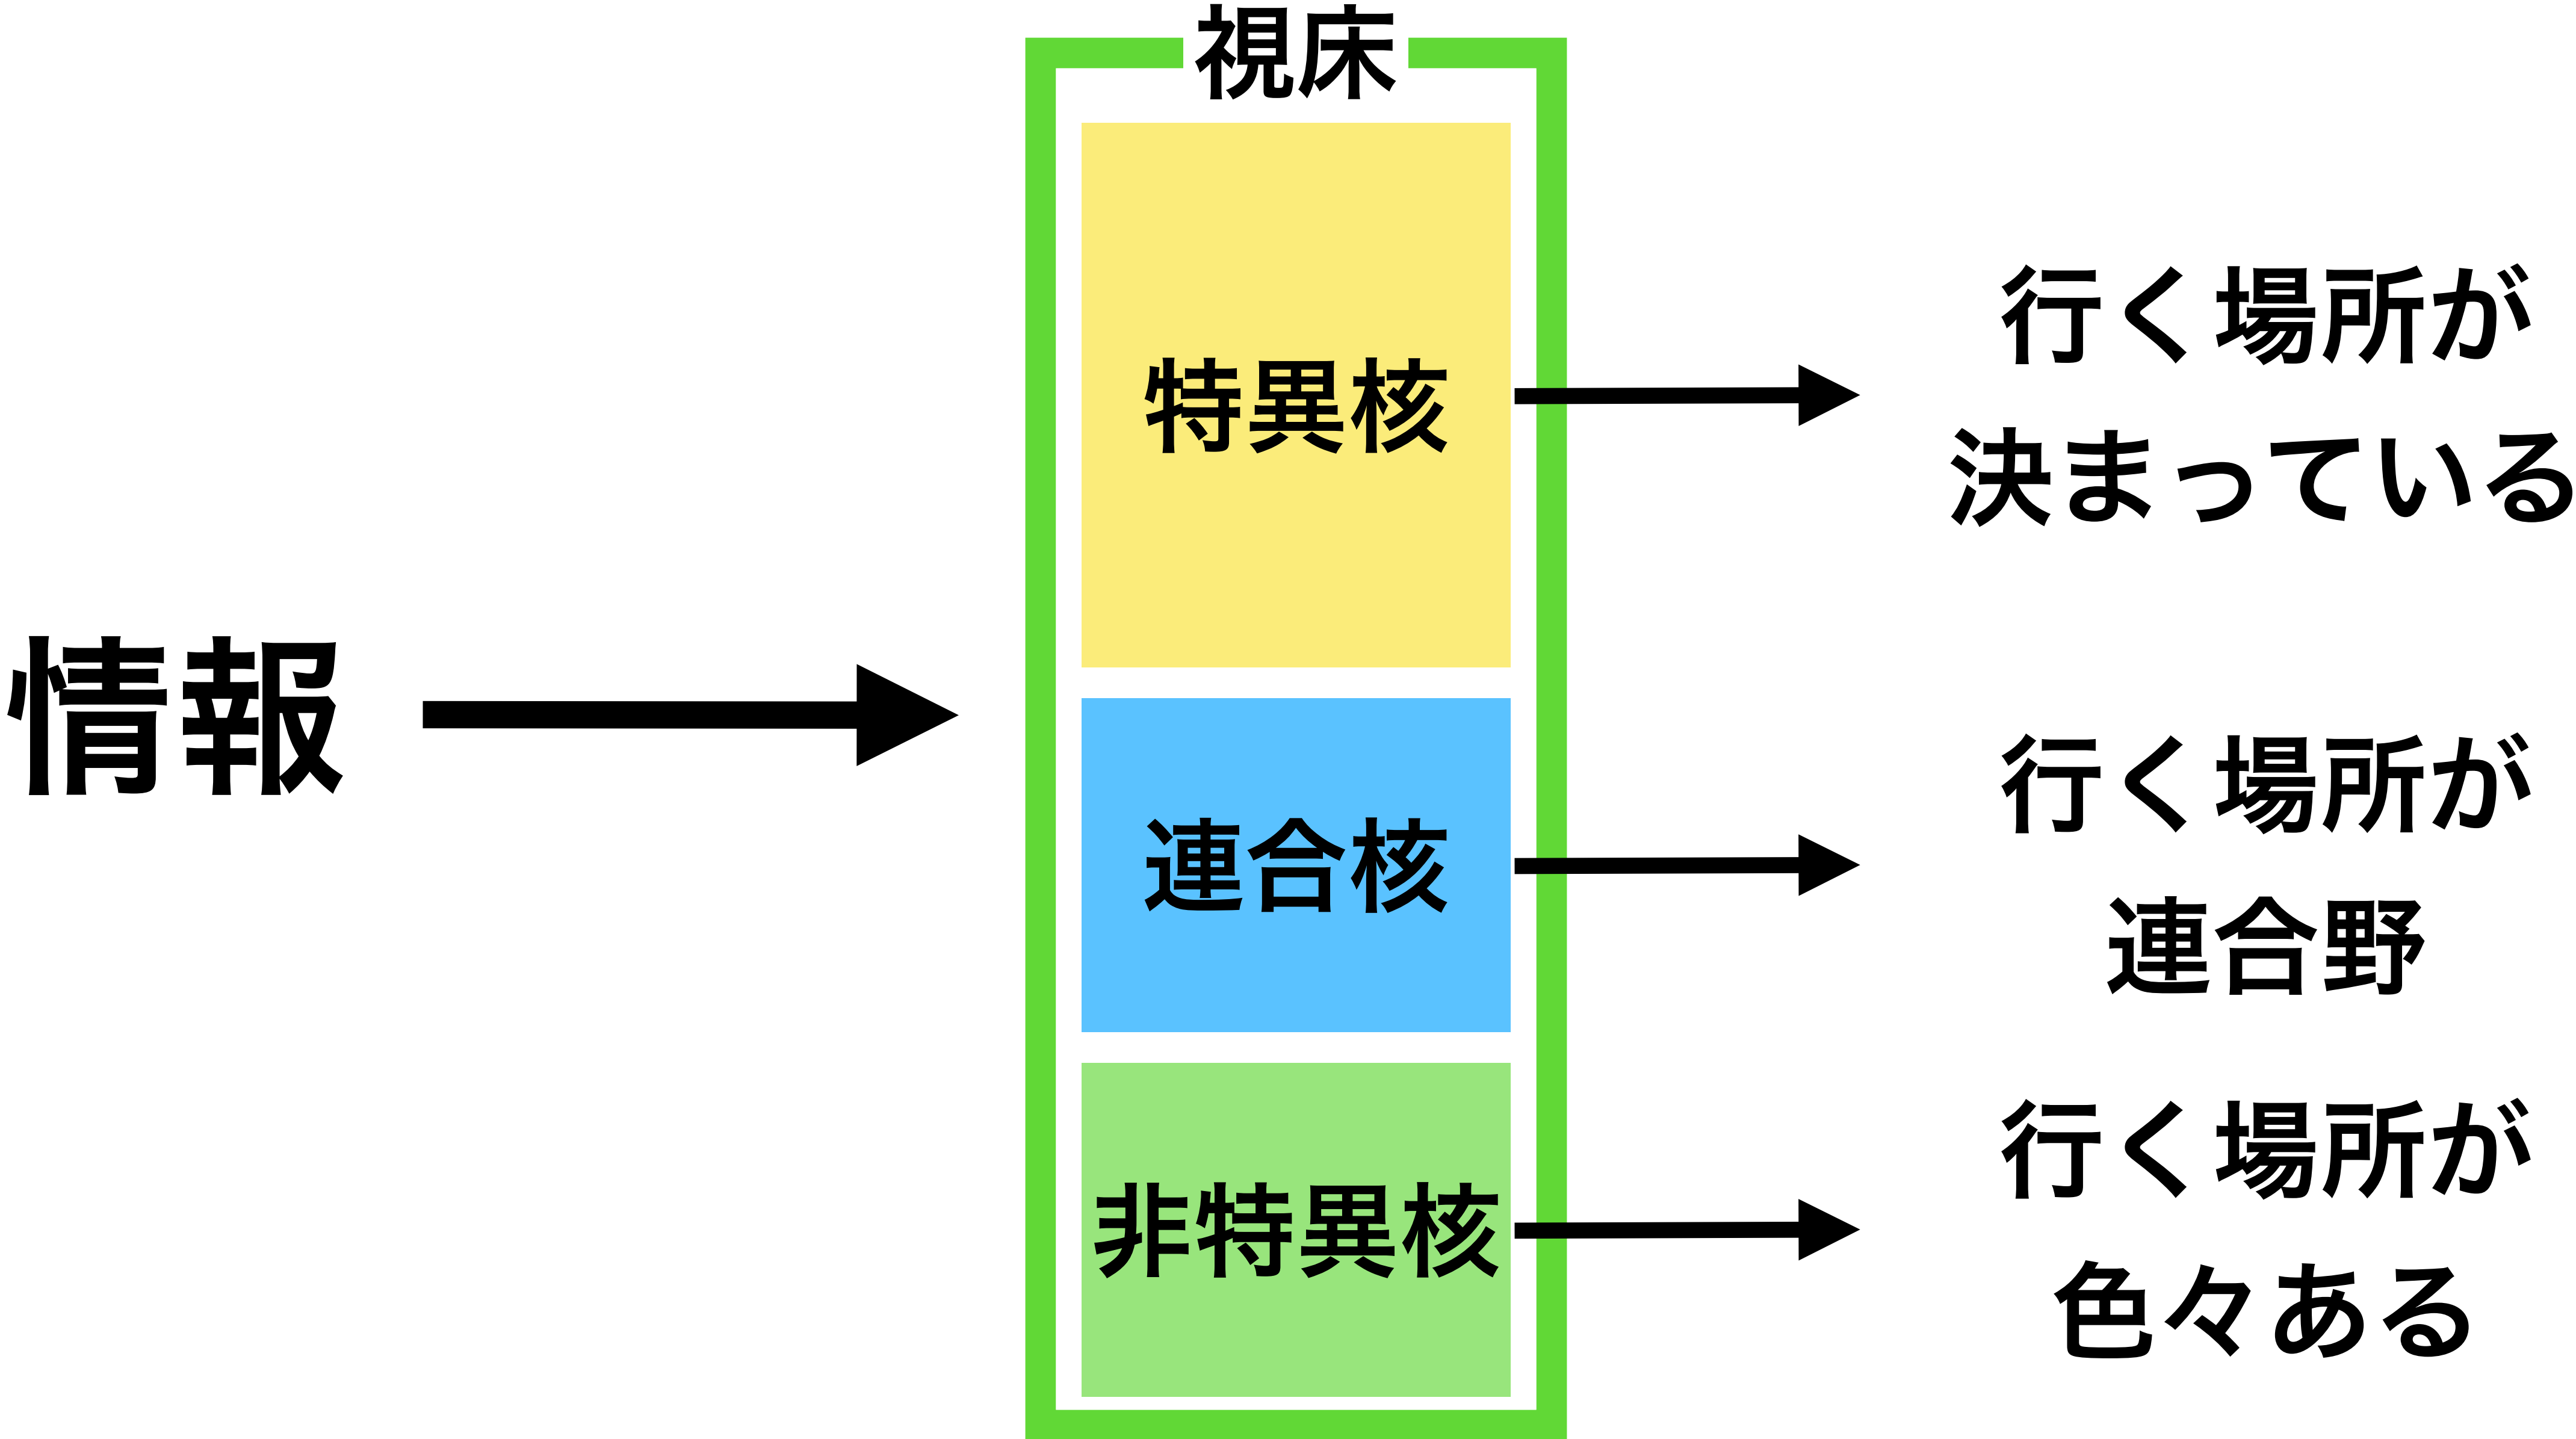 視床
情報
特異核
行く場所が
決まっている
連合核
行く場所が
連合野
非特異核
行く場所が
色々ある